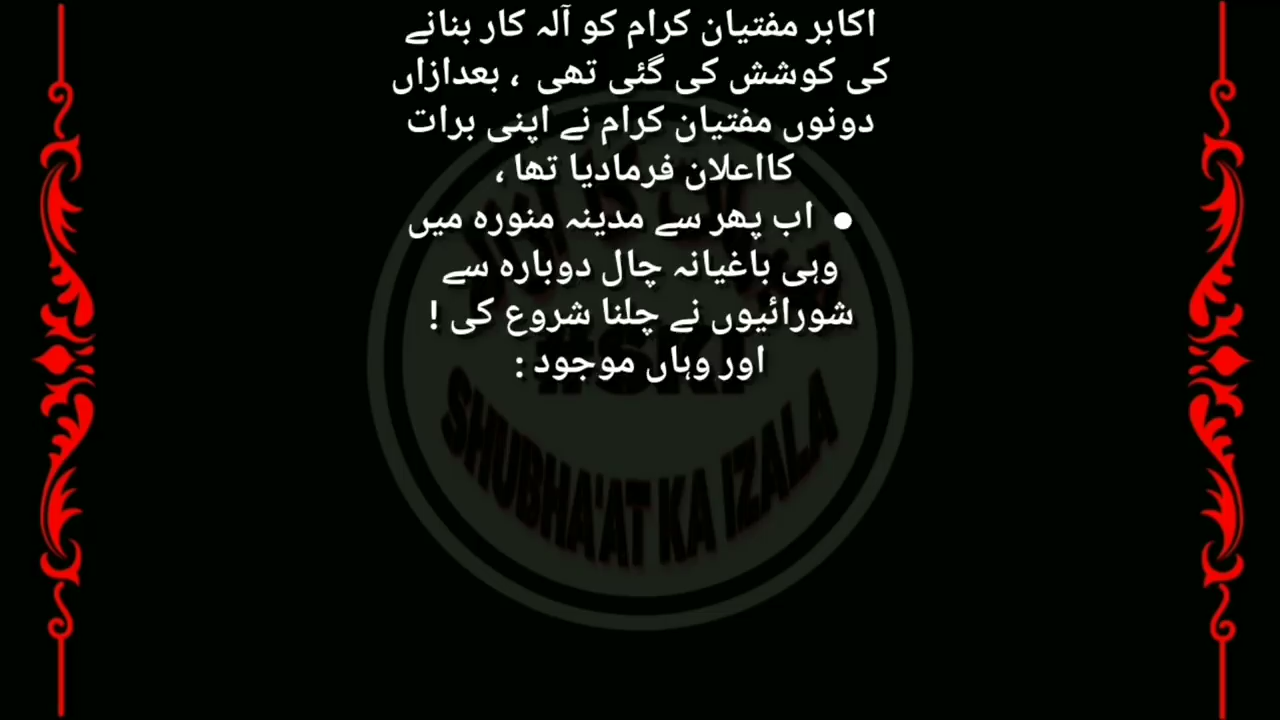 اکابر مفتیان کرام کو آلہ کار بنانے
کی کوشش کی گئی تھی ، بعدازاں
دونوں مفتیان کرام نے اپنی برات
کااعلان فرمادیا تھا ،
● اب پھر سے مدینہ منورہ میں
وہی باغیانہ چال دوبارہ سے
شورائیوں نے چلنا شروع کی !
اور وہاں موجود :
#SKI
SHUBHA'AT KA IZALA